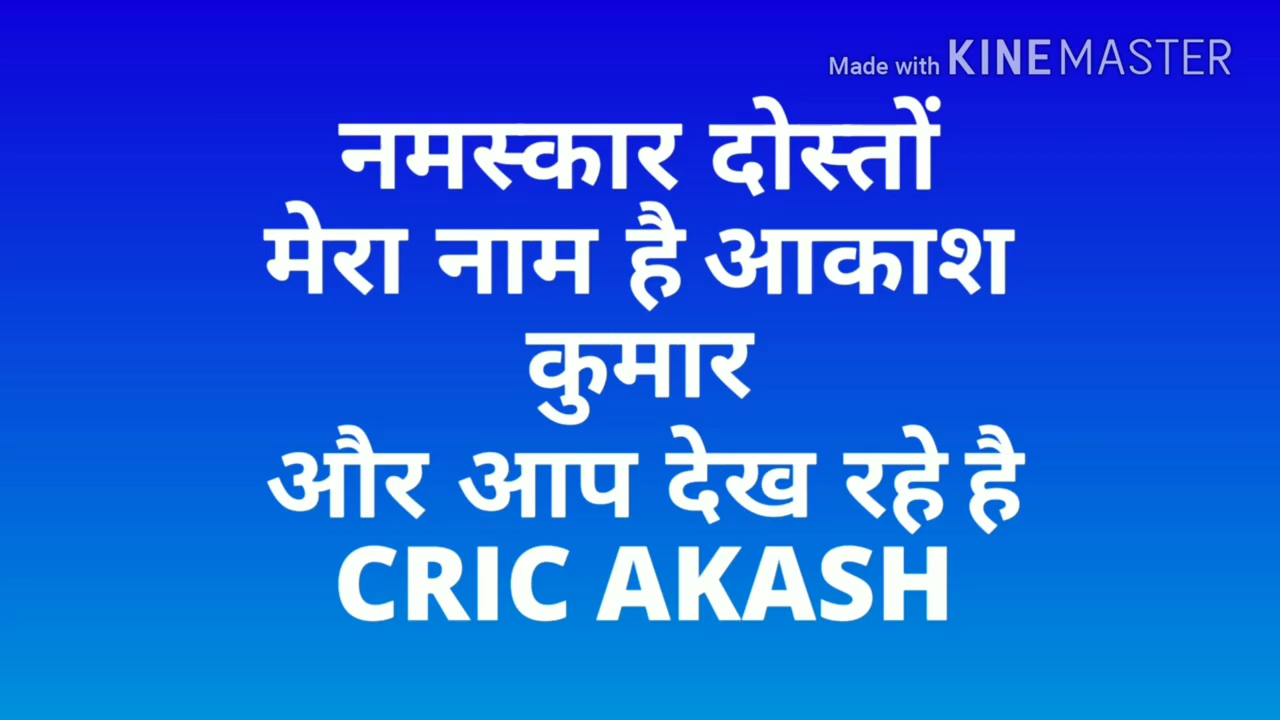 Made with KINEMASTER
नमस्कार दोस्तों
मेरा नाम है आकाश
कुमार
और आप देख रहे है
CRIC AKASH